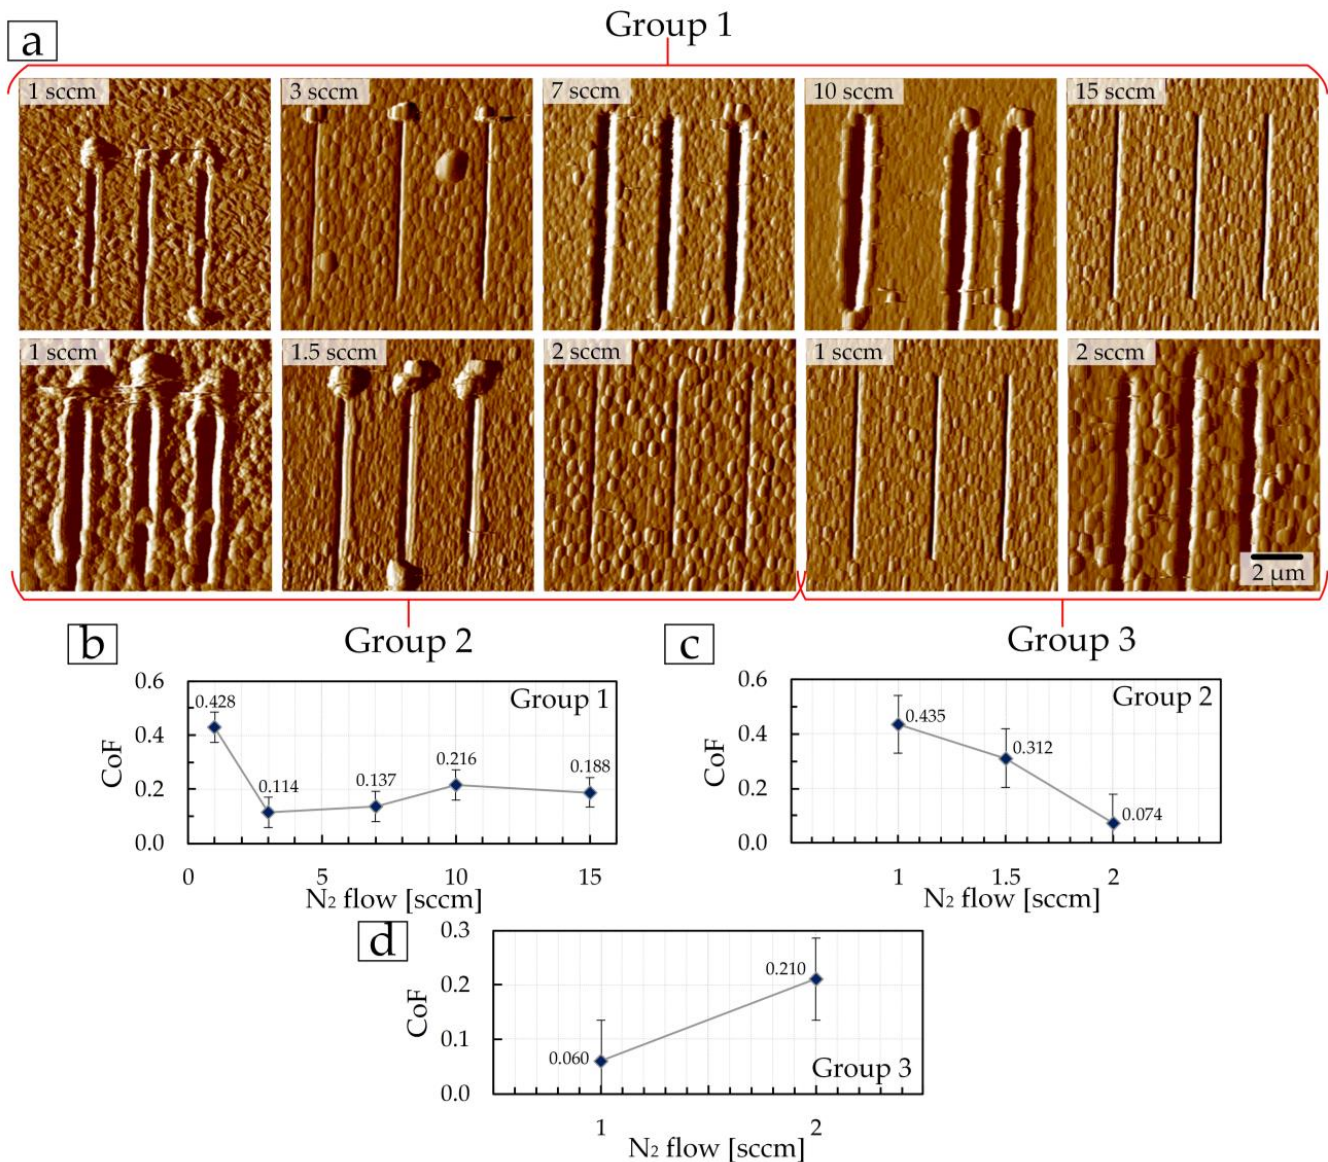 a
Group 1
1 sccm
3 sccm
7 sccm
10 sccm
15 sccm
1 sccm
1.5 sccm
2 sccm
1 sccm
2 sccm
2 µm
Group 2
Group 3
b
Group 1
CoF
0.6
0.4
0.2
0.0
0.428
0.114
0.137
0.216
0.188
0
5
10
15
N₂ flow [sccm]
c
Group 2
CoF
0.6
0.4
0.2
0.0
0.435
0.312
0.074
1
1.5
2
N₂ flow [sccm]
d
CoF
0.3
0.2
0.1
0.0
0.060
0.210
Group 3
1
2
N₂ flow [sccm]